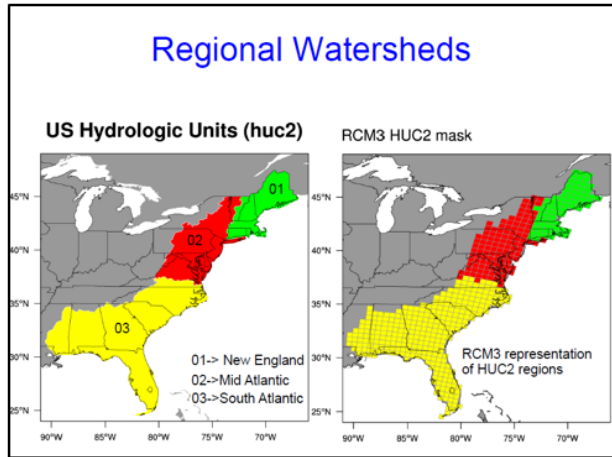 Regional Watersheds
US Hydrologic Units (huc2)
01
02
03
01-> New England
02->Mid Atlantic
03->South Atlantic
45°N
40°N
35°N
30°N
25°N
90°W
85°W
80°W
75°W
70°W
RCM3 HUC2 mask
RCM3 representation
of HUC2 regions
45°N
40°N
35°N
30°N
25°N
90°W
85°W
80°W
75°W
70°W